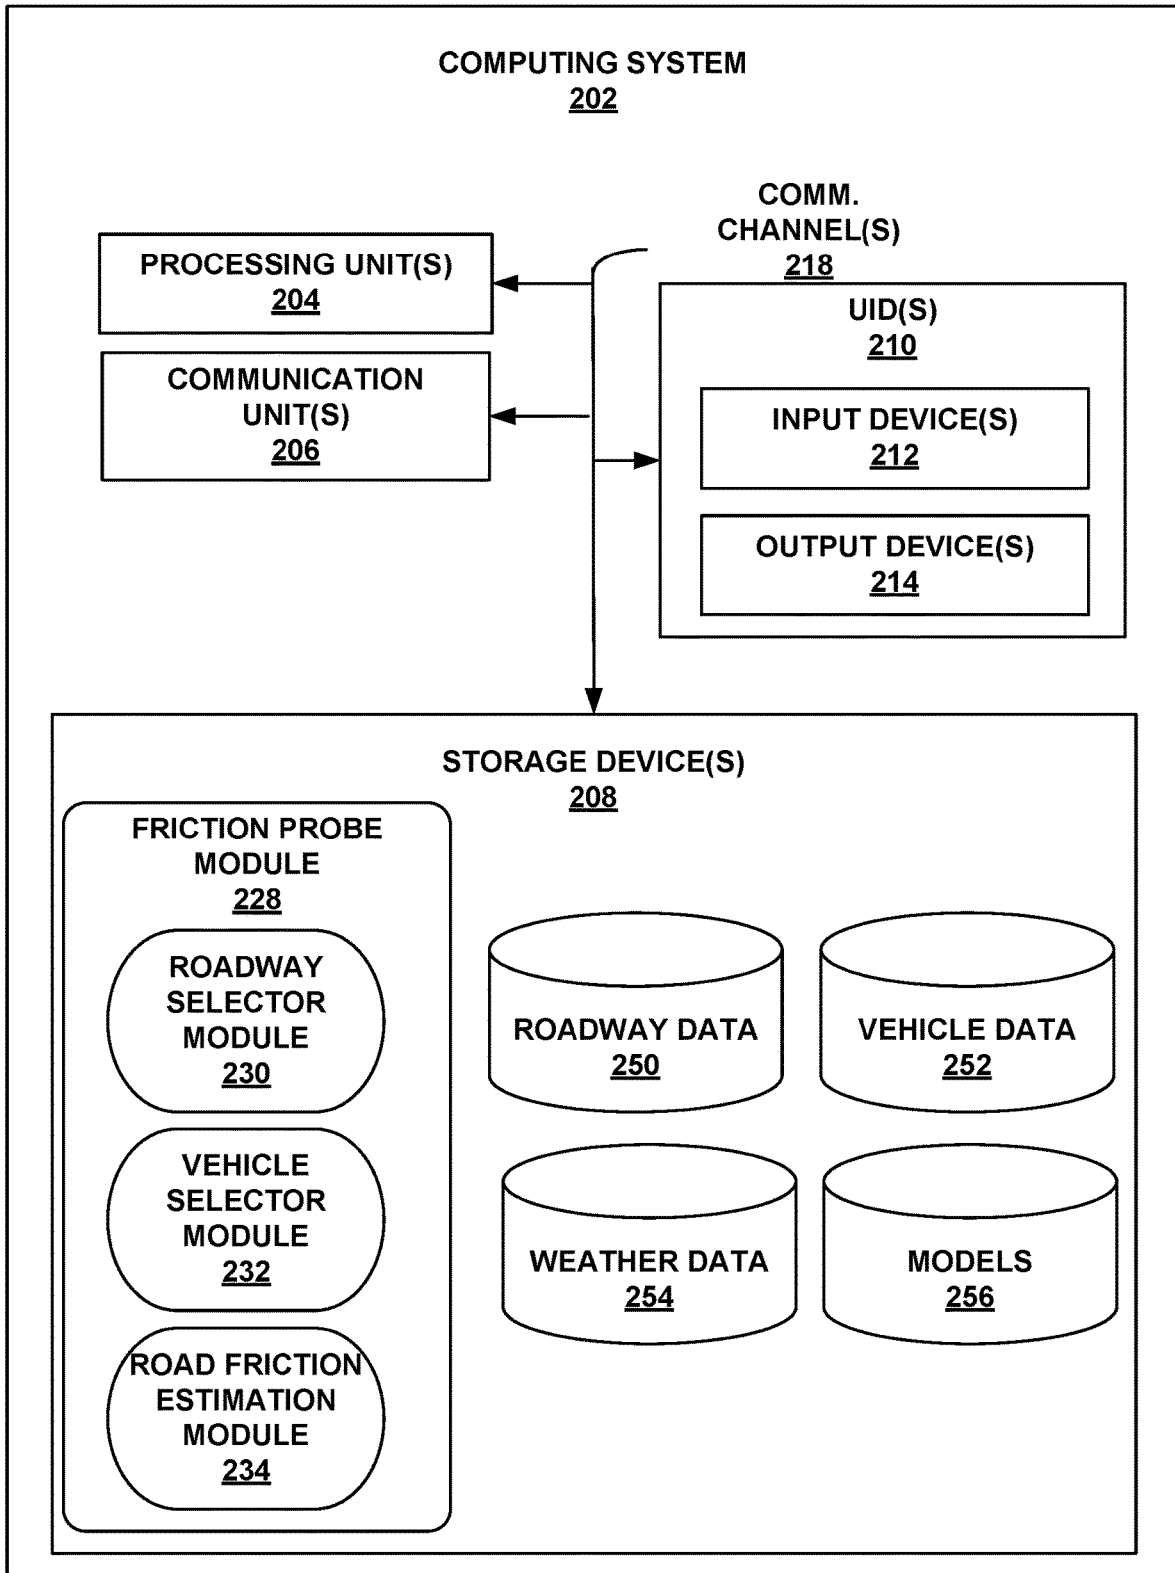 COMPUTING SYSTEM
202
COMM.
CHANNEL(S)
218
PROCESSING UNIT(S)
204
COMMUNICATION
UNIT(S)
206
UID(S)
210
INPUT DEVICE(S)
212
OUTPUT DEVICE(S)
214
STORAGE DEVICE(S)
208
FRICTION PROBE
MODULE
228
ROADWAY
SELECTOR
MODULE
230
VEHICLE
SELECTOR
MODULE
232
ROAD FRICTION
ESTIMATION
MODULE
234
ROADWAY DATA
250
VEHICLE DATA
252
WEATHER DATA
254
MODELS
256